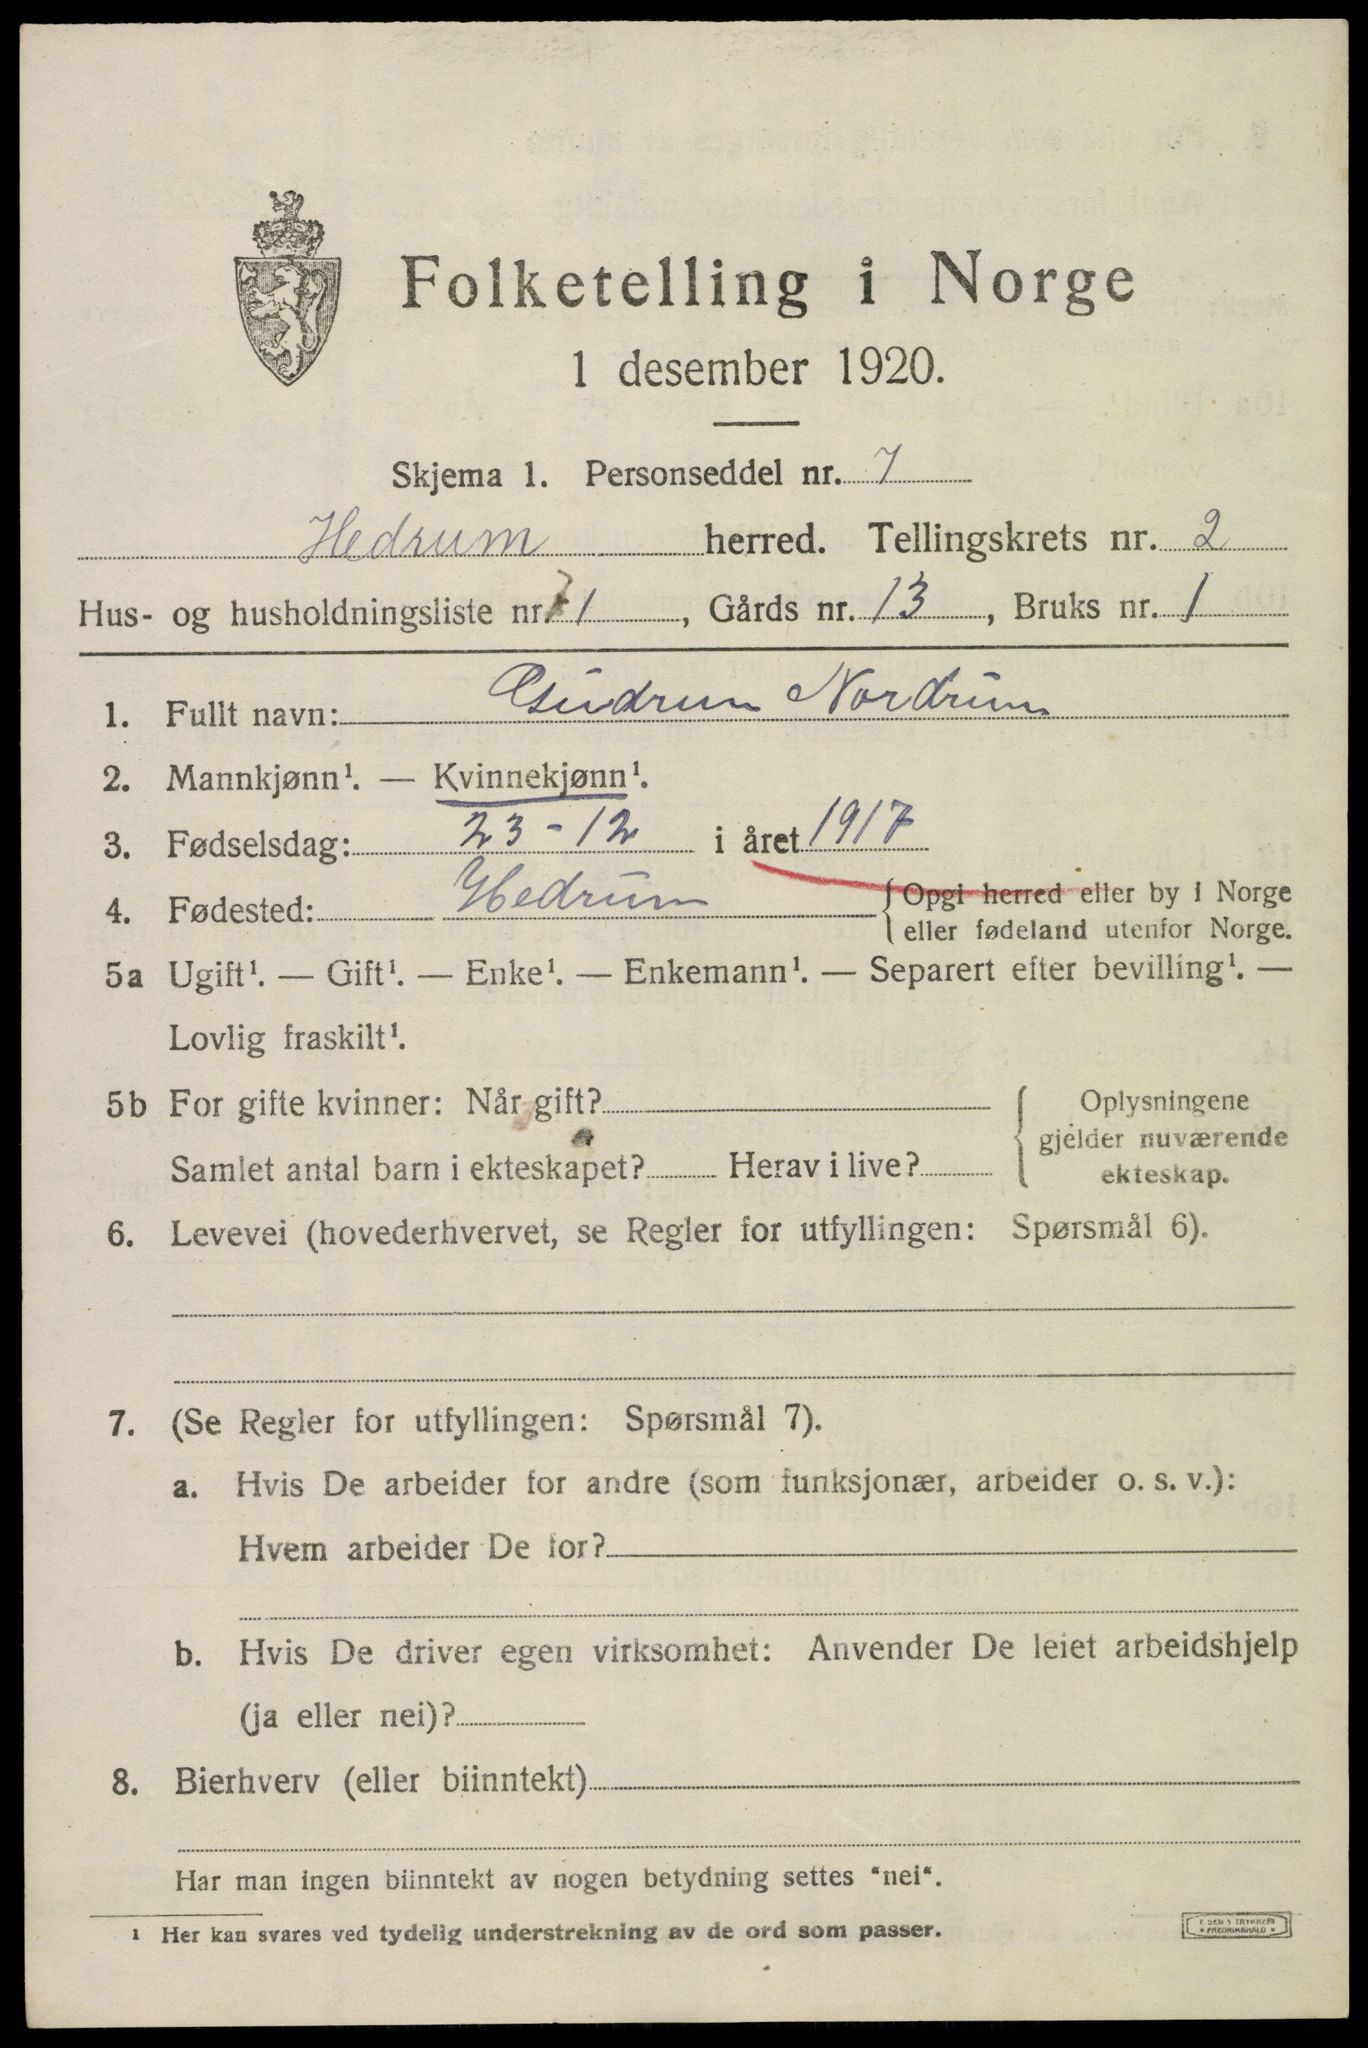 Folketelling i Norge
1 desember 1920.
Skjema 1. Personseddel nr. 7
Hedrum herred. Tellingskrets nr. 2
Hus- og husholdningsliste nr. 1, Gårds nr. 13, Bruks nr. 1
1. Fullt navn: Gudrun Nordrum
2. Mannkjønn¹. — Kvinnekjønn¹.
3. Fødselsdag: 23-12 i året 1917
4. Fødested: Hedrum { Opgi herred eller by i Norge
eller fødeland utenfor Norge.
5a Ugift¹. — Gift¹. — Enke¹. — Enkemann¹. — Separert efter bevilling¹. —
Lovlig fraskilt¹.
5b For gifte kvinner: Når gift? { Oplysningene
gjelder nuværende
Samlet antal barn i ekteskapet? Herav i live? ekteskap.
6. Levevei (hovederhvervet, se Regler for utfyllingen: Spørsmål 6).
7. (Se Regler for utfyllingen: Spørsmål 7).
a. Hvis De arbeider for andre (som funksjonær, arbeider o. s. v.):
Hvem arbeider De for?
b. Hvis De driver egen virksomhet: Anvender De leiet arbeidshjelp
(ja eller nei)?
8. Bierhverv (eller biinntekt)
Har man ingen biinntekt av nogen betydning settes “nei“.
¹ Her kan svares ved tydelig understrekning av de ord som passer.
TRYKKERI
FREDRIKSHALD